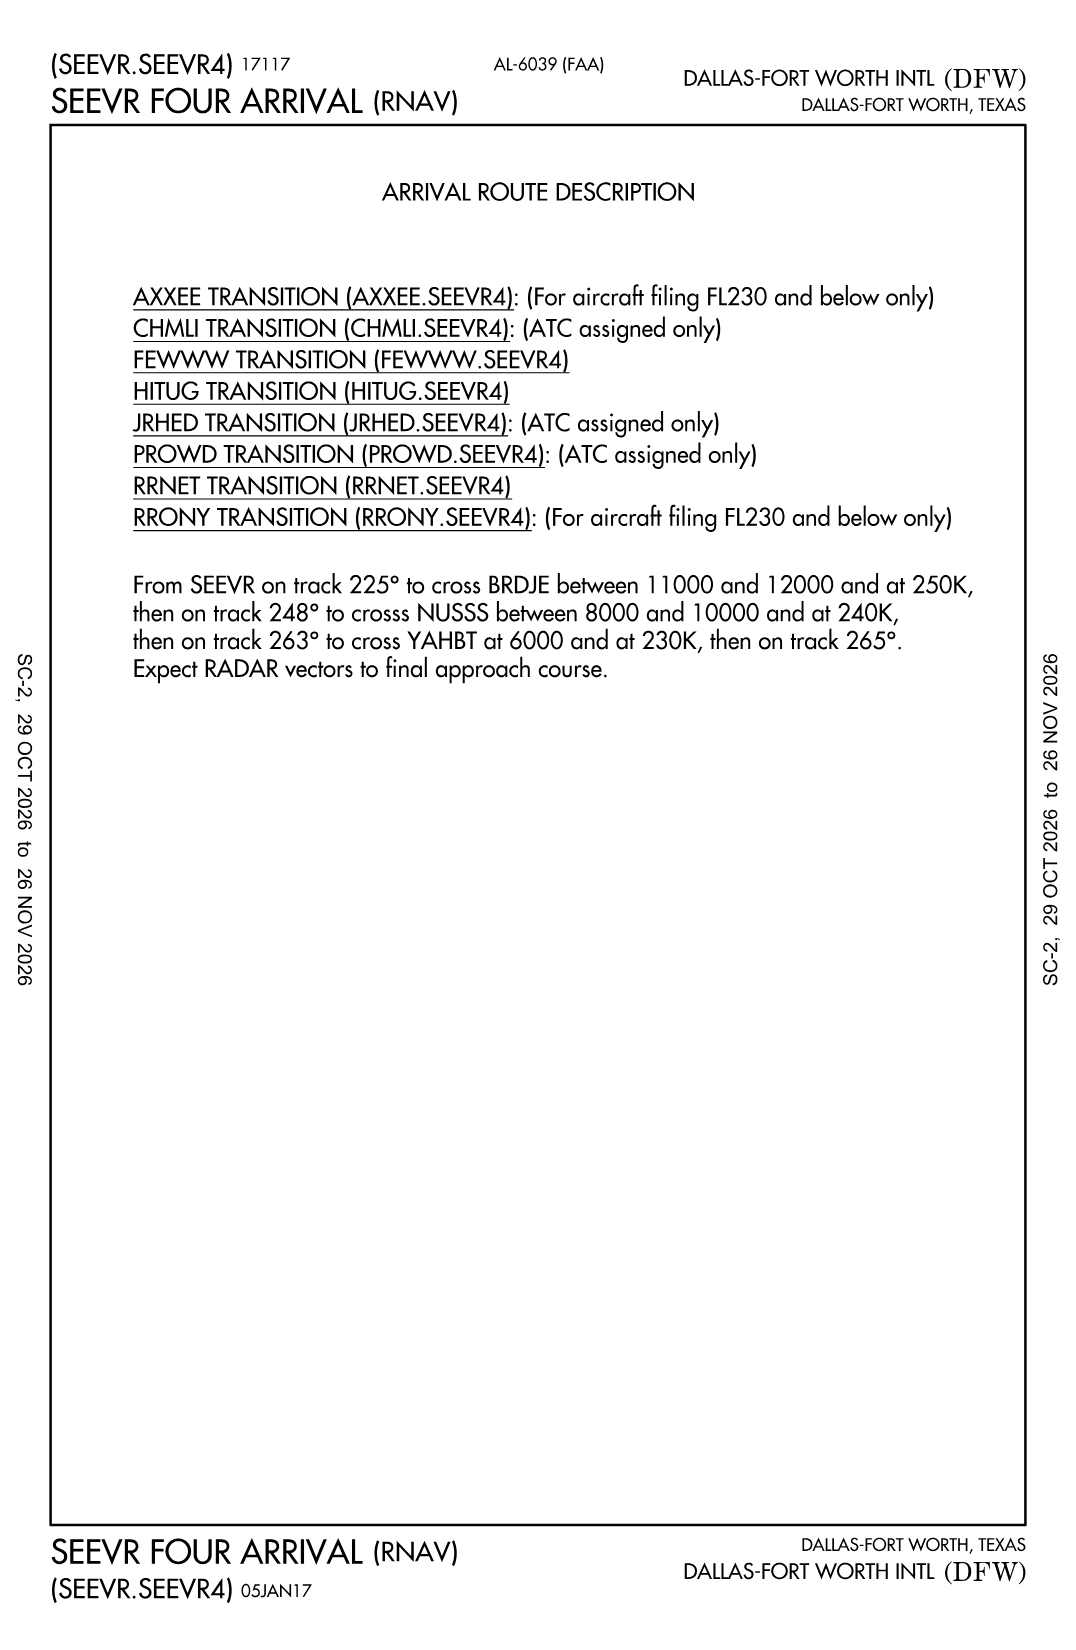 (SEEVR.SEEVR4) 17117
AL-6039 (FAA)
DALLAS-FORT WORTH INTL (DFW)
SEEVR FOUR ARRIVAL (RNAV)
DALLAS-FORT WORTH, TEXAS
ARRIVAL ROUTE DESCRIPTION
AXXEE TRANSITION (AXXEE.SEEVR4): (For aircraft filing FL230 and below only)
CHMLI TRANSITION (CHMLI.SEEVR4): (ATC assigned only)
FEWWW TRANSITION (FEWWW.SEEVR4)
HITUG TRANSITION (HITUG.SEEVR4)
JRHED TRANSITION (JRHED.SEEVR4): (ATC assigned only)
PROWD TRANSITION (PROWD.SEEVR4): (ATC assigned only)
RRNET TRANSITION (RRNET.SEEVR4)
RRONY TRANSITION (RRONY.SEEVR4): (For aircraft filing FL230 and below only)
From SEEVR on track 225° to cross BRDJE between 11000 and 12000 and at 250K,
then on track 248° to crosss NUSSS between 8000 and 10000 and at 240K,
then on track 263° to cross YAHBT at 6000 and at 230K, then on track 265°.
Expect RADAR vectors to final approach course.
SC-2, 29 OCT 2026 to 26 NOV 2026
SC-2, 29 OCT 2026 to 26 NOV 2026
SEEVR FOUR ARRIVAL (RNAV)
DALLAS-FORT WORTH, TEXAS
DALLAS-FORT WORTH INTL (DFW)
(SEEVR.SEEVR4) 05JAN17